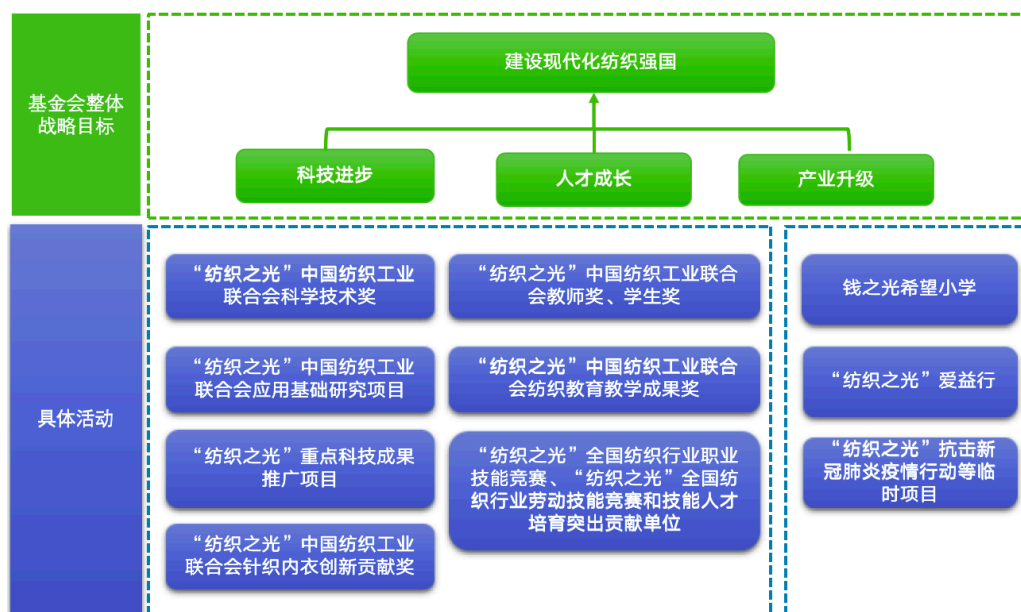 基金会整体
战略目标
建设现代化纺织强国
科技进步
人才成长
产业升级
具体活动
“纺织之光”中国纺织工业
联合会科学技术奖
“纺织之光”中国纺织工业
联合会应用基础研究项目
“纺织之光”重点科技成果
推广项目
“纺织之光”中国纺织工业
联合会针织内衣创新贡献奖
“纺织之光”中国纺织工业联合
会教师奖、学生奖
“纺织之光”中国纺织工业联合
会纺织教育教学成果奖
“纺织之光”全国纺织行业职业
技能竞赛、“纺织之光”全国纺
织行业劳动技能竞赛和技能人才
培育突出贡献单位
钱之光希望小学
“纺织之光”爱益行
“纺织之光”抗击新
冠肺炎疫情行动等临
时项目